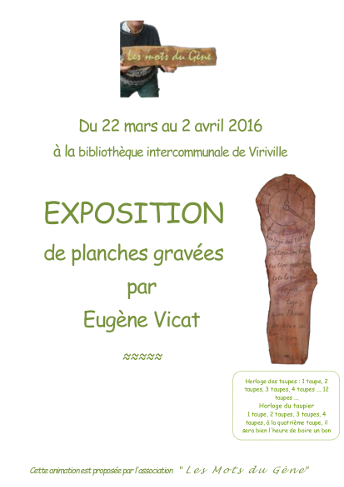 Les mots du Gène
Du 22 mars au 2 avril 2016
à la bibliothèque intercommunale de Viriville
EXPOSITION
de planches gravées
par
Eugène Vicat
≈≈≈≈≈
Horloge des taupes : 1 taupe, 2
taupes, 3 taupes, 4 taupes ... 12
taupes ...
Horloge du taupier
1 taupe, 2 taupes, 3 taupes, 4
taupes, à la quatrième taupe, il
sera bien l'heure de boire un bon
Cette animation est proposée par l'association " Les Mots du Gène"